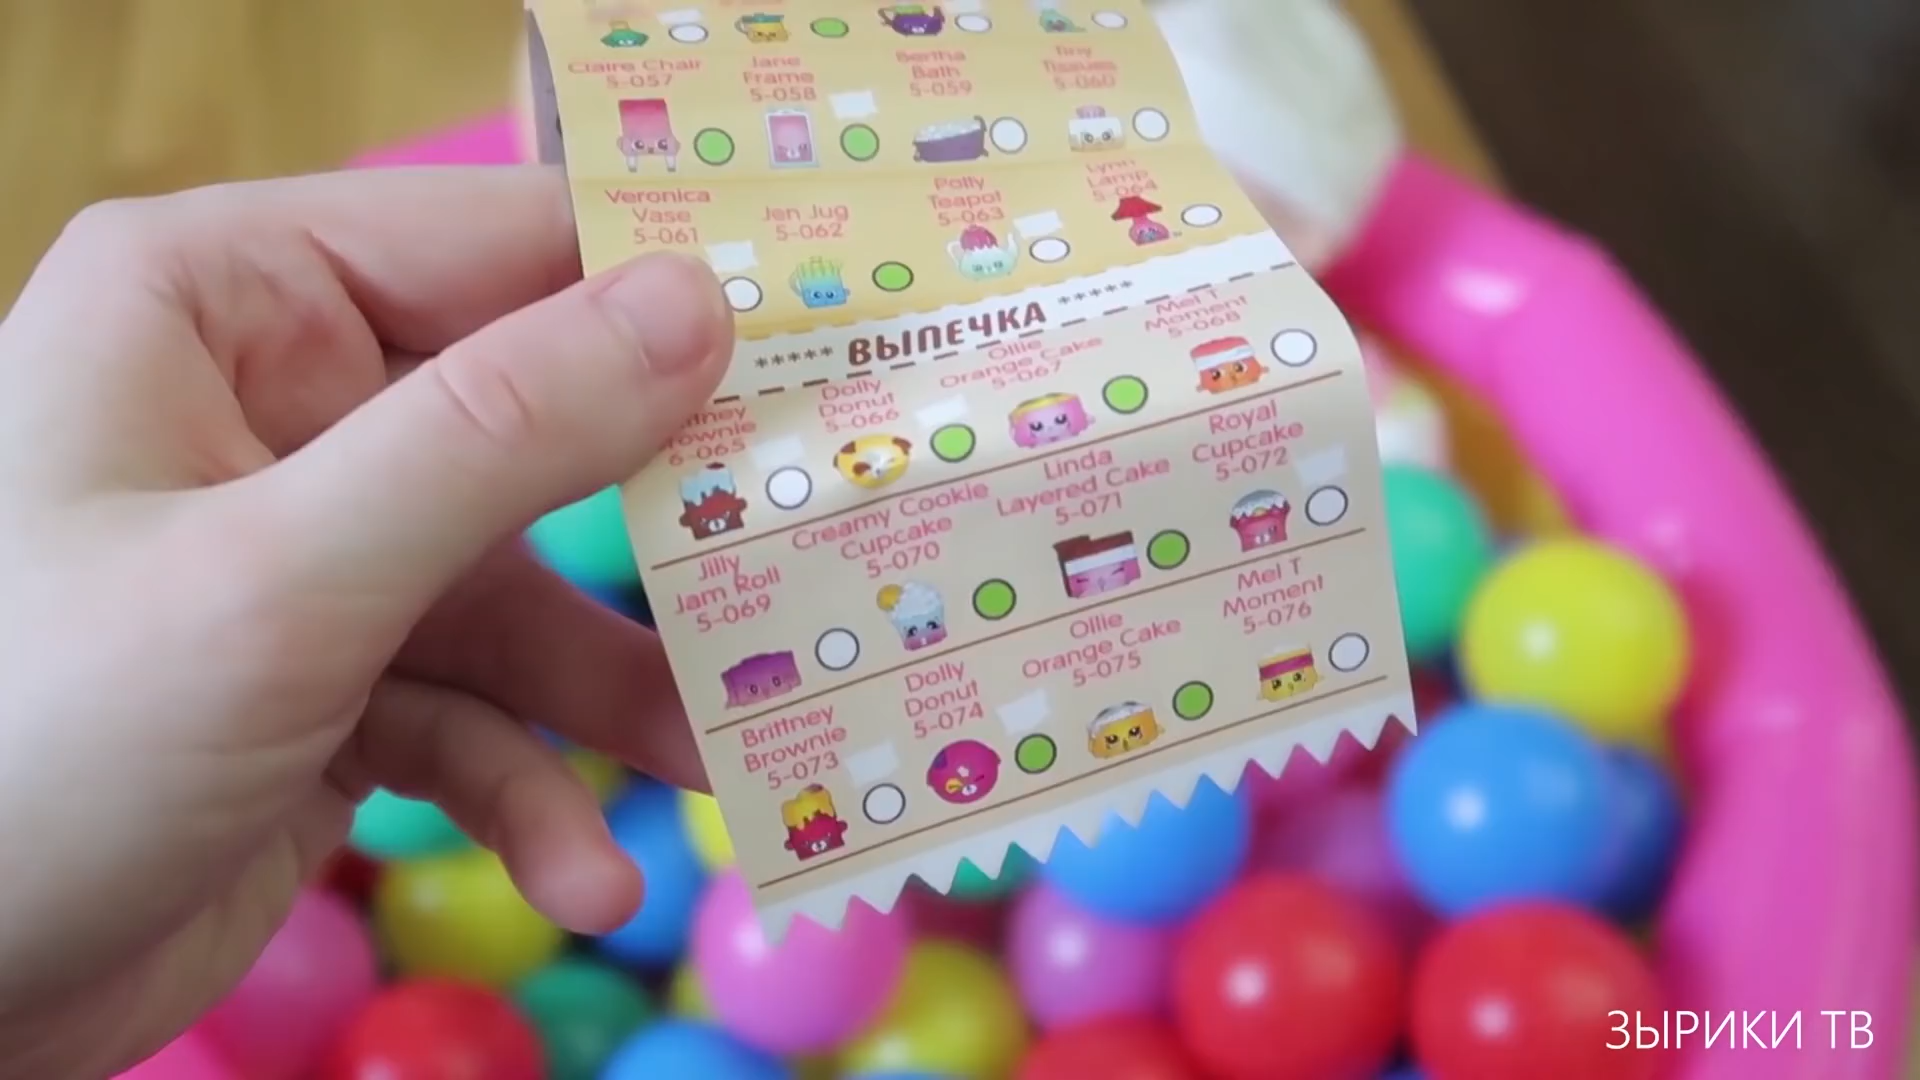 Claire Chair
5-057
Jane
Frame
5-058
Bertha
Bath
5-059
Tiny
Tissues
5-060
Veronica
Vase
5-061
Jen Jug
5-062
Polly
Teapot
5-063
Lynn
Lamp
5-064
***** ВЫПЕЧКА *****
6-065
Dolly
Donut
5-066
Ollie
Orange Cake
5-067
Mel T
Moment
5-068
Jilly
Jam Roll
5-069
Creamy Cookie
Cupcake
5-070
Linda
Layered Cake
5-071
Royal
Cupcake
5-072
Brittney
Brownie
5-073
Dolly
Donut
5-074
Ollie
Orange Cake
5-075
Mel T
Moment
5-076
ЗЫРИКИ ТВ